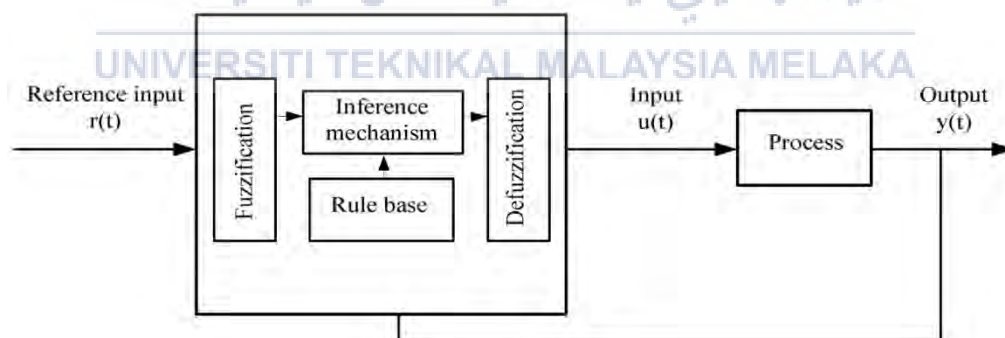 UNIVERSITI TEKNIKAL MALAYSIA MELAKA
Reference input
r(t)
Fuzzification
Inference
mechanism
Rule base
Defuzzification
Input
u(t)
Process
Output
y(t)